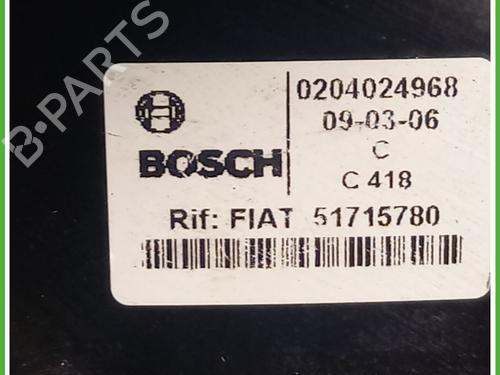 BOSCH
0204024968
09-03-06
C
C 418
Rif: FIAT 51715780
B-PARTS